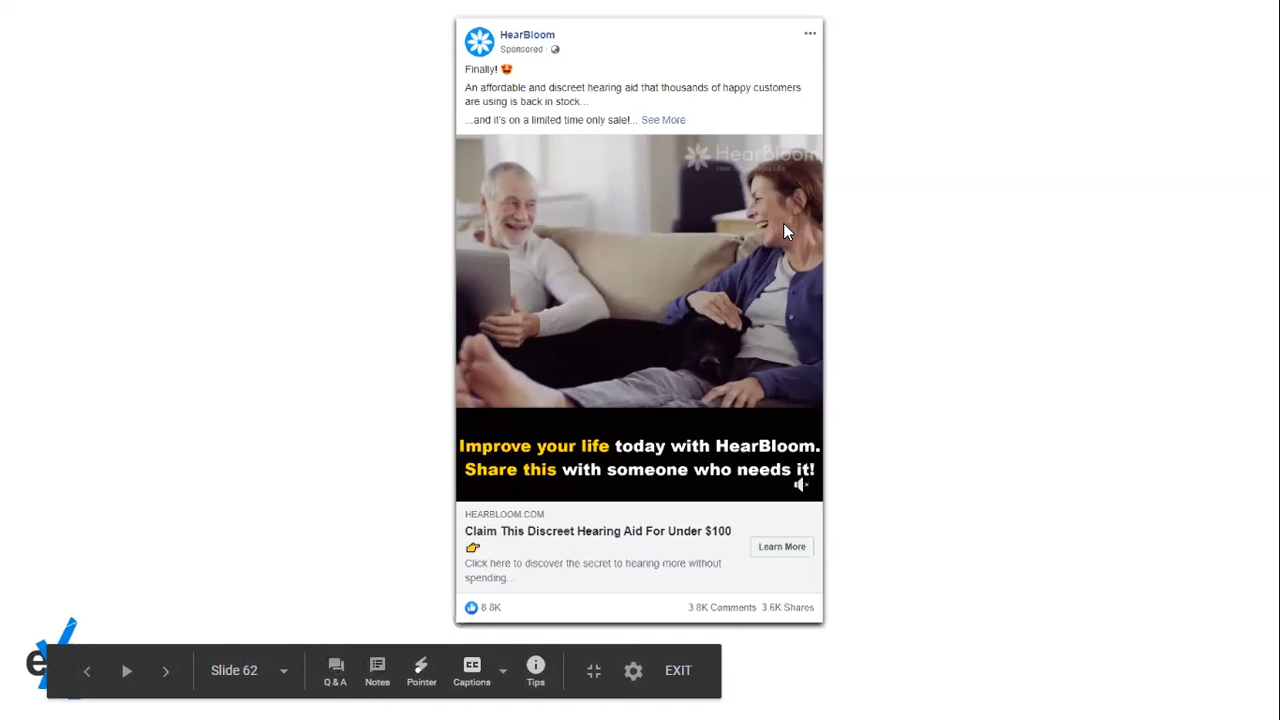 HearBloom
Sponsored ·
Finally! 😍
An affordable and discreet hearing aid that thousands of happy customers
are using is back in stock...
...and it's on a limited time only sale!... See More
HearBloom
Improve your life today with HearBloom.
Share this with someone who needs it!
HEARBLOOM.COM
Claim This Discreet Hearing Aid For Under $100
👉
Click here to discover the secret to hearing more without
spending...
Learn More
8.8K
3.8K Comments 3.6K Shares
e
Slide 62
Q & A
Notes
Pointer
CC
Captions
Tips
EXIT